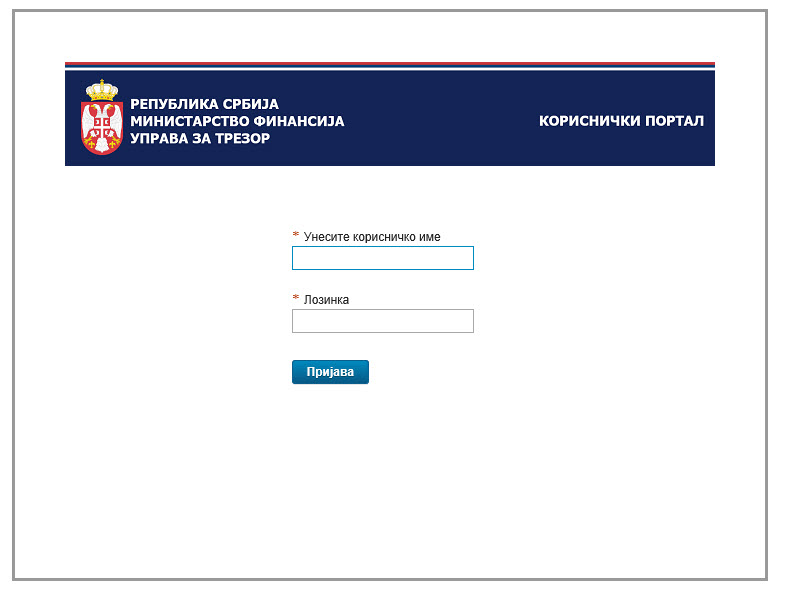 РЕПУБЛИКА СРБИЈА
МИНИСТАРСТВО ФИНАНСИЈА
УПРАВА ЗА ТРЕЗОР
КОРИСНИЧКИ ПОРТАЛ
* Унесите корисничко име
* Лозинка
Пријава